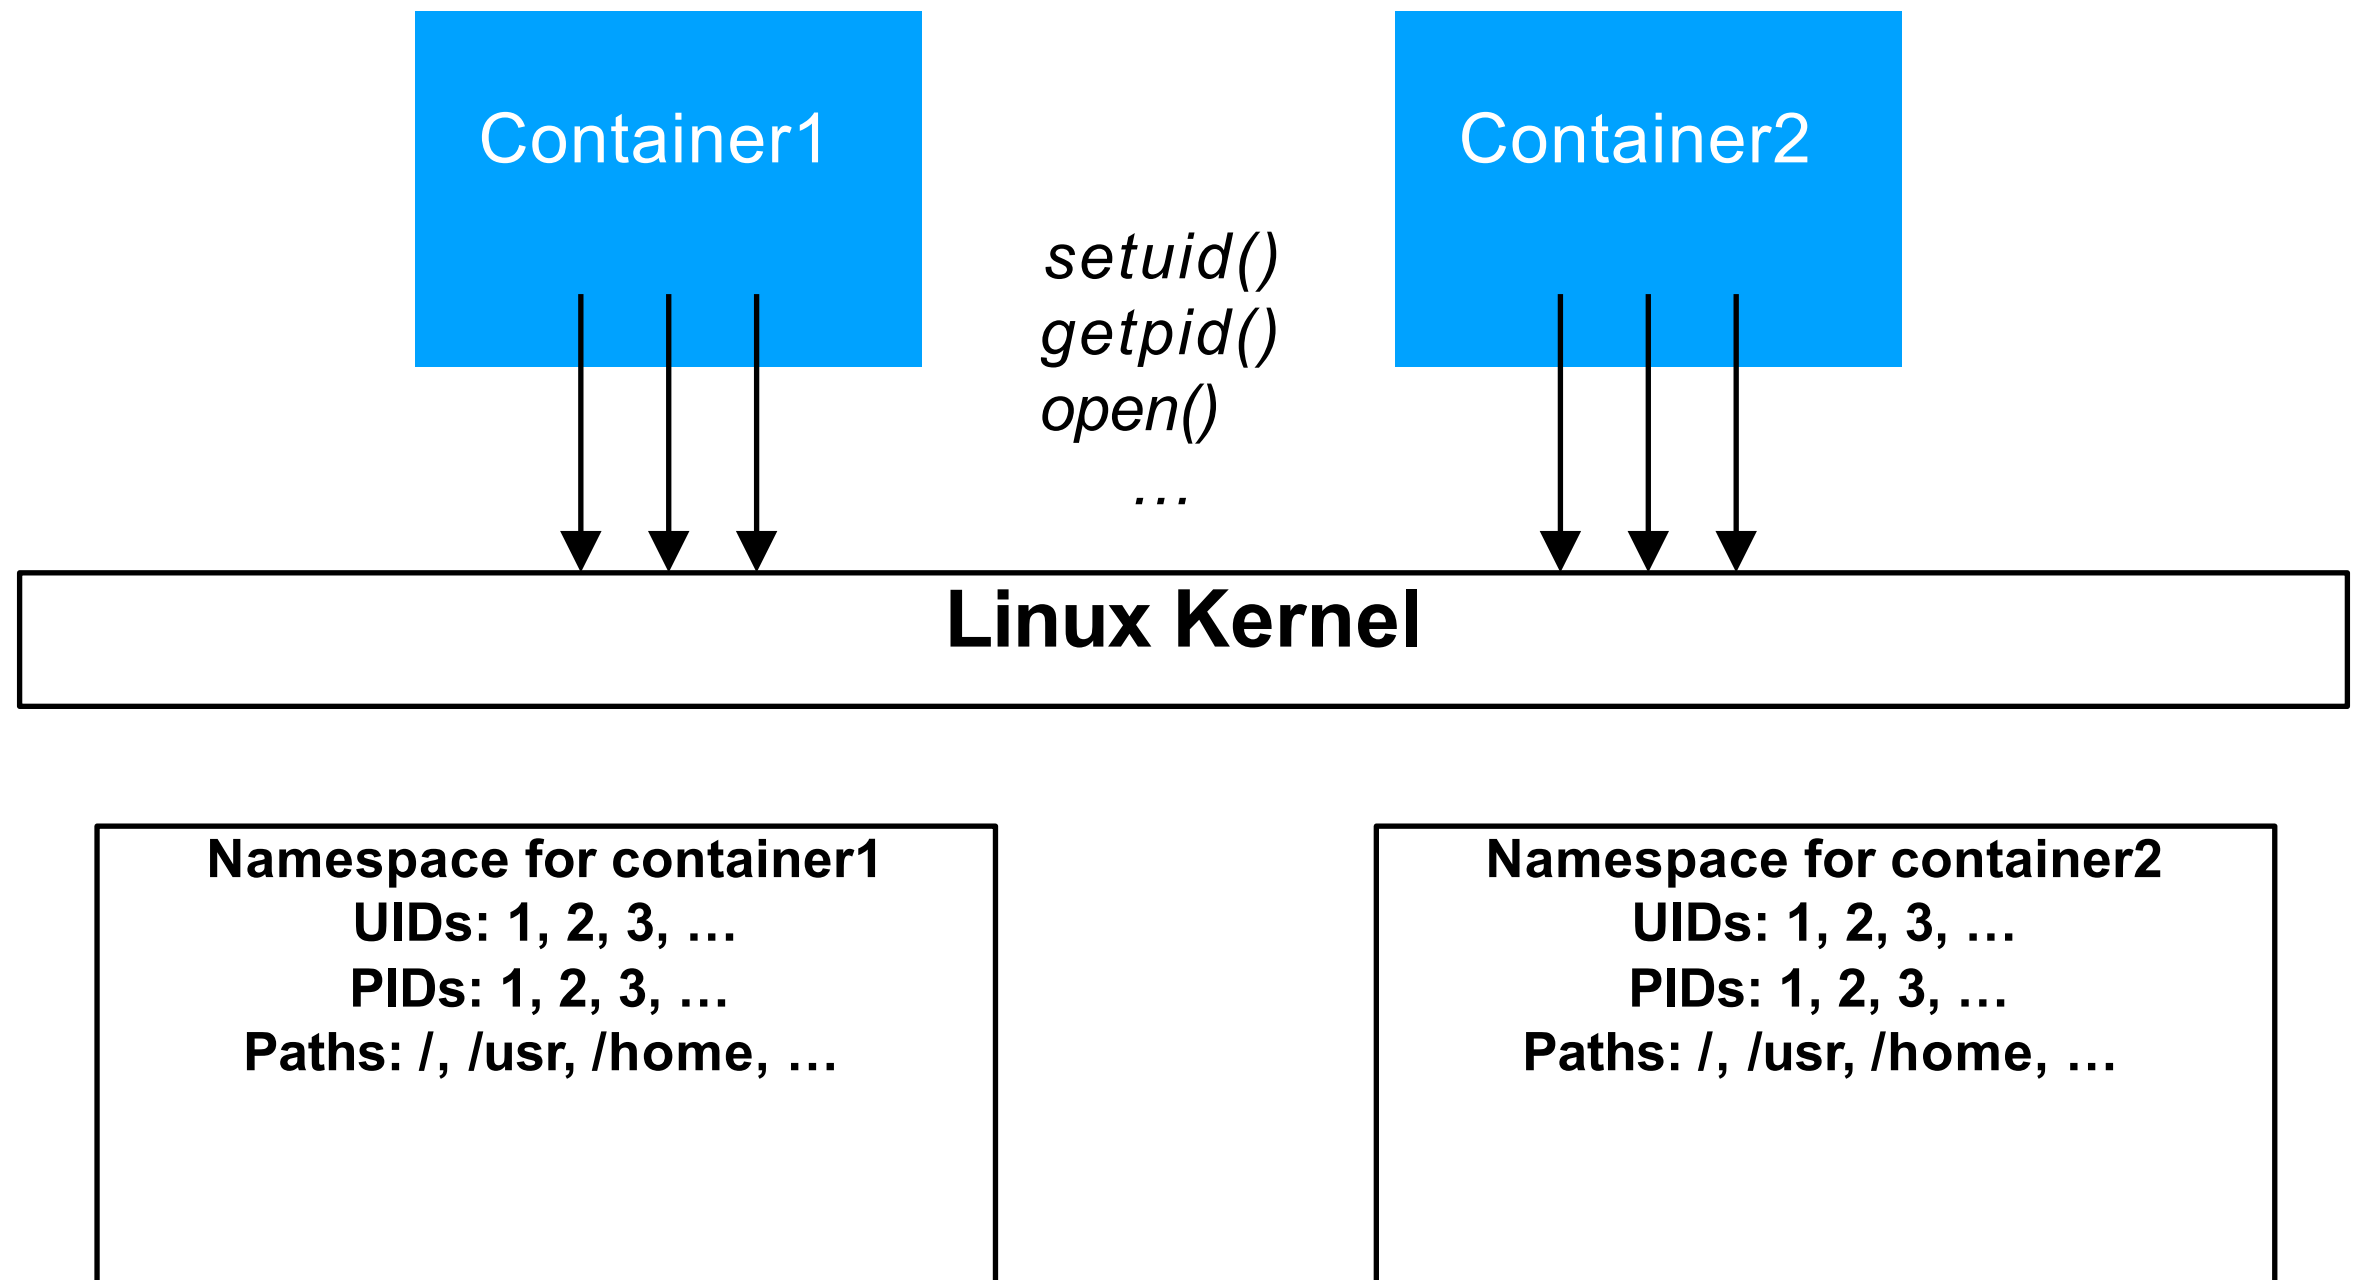 Container1
Container2
setuid()
getpid()
open()
…
Linux Kernel
Namespace for container1
UIDs: 1, 2, 3, …
PIDs: 1, 2, 3, …
Paths: /, /usr, /home, …
Namespace for container2
UIDs: 1, 2, 3, …
PIDs: 1, 2, 3, …
Paths: /, /usr, /home, …